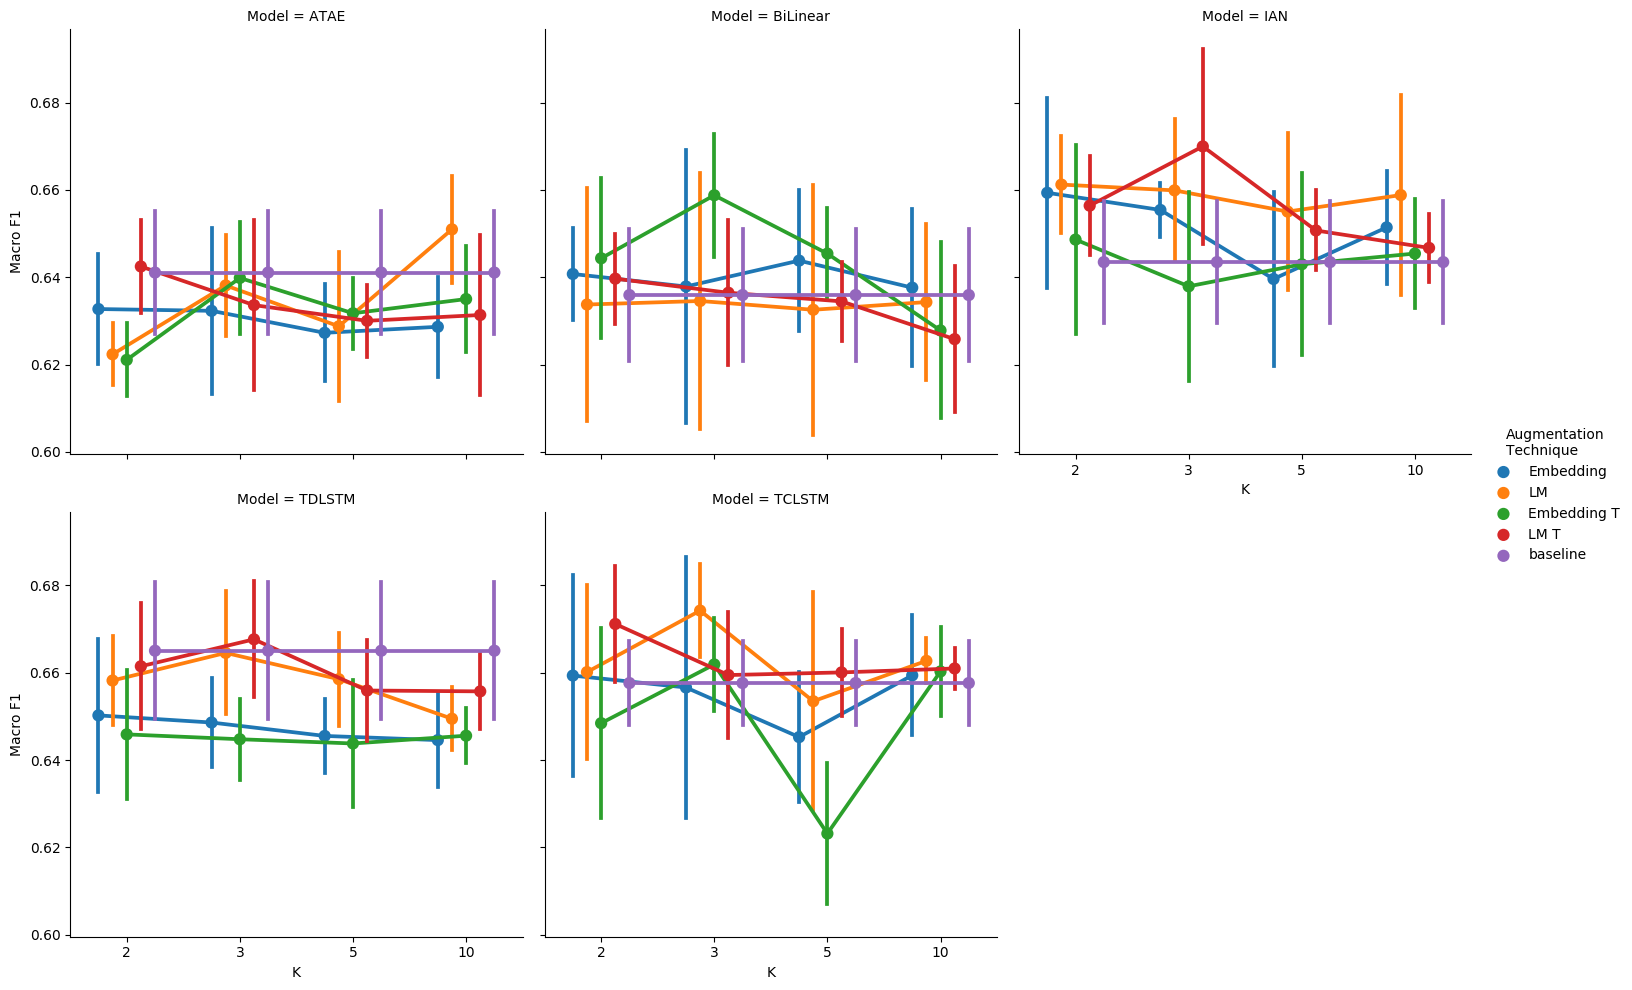 Model = ATAE
Model = BiLinear
Model = IAN
Macro F1
0.68
0.66
0.64
0.62
0.60
2
3
5
10
K
Augmentation
Technique
Embedding
LM
Embedding T
LM T
baseline
Model = TDLSTM
Model = TCLSTM
Macro F1
0.68
0.66
0.64
0.62
0.60
2
3
5
10
K
2
3
5
10
K